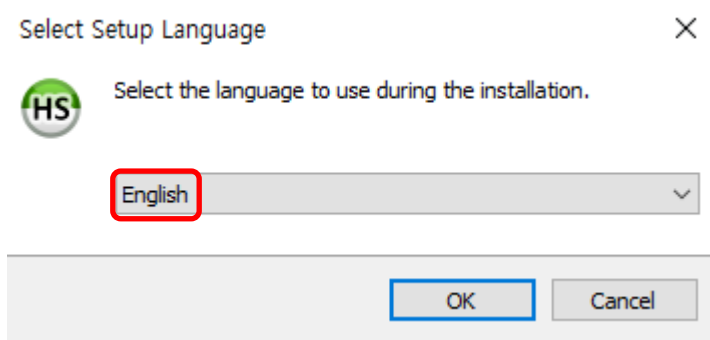 Select Setup Language
HS
Select the language to use during the installation.
English
OK Cancel